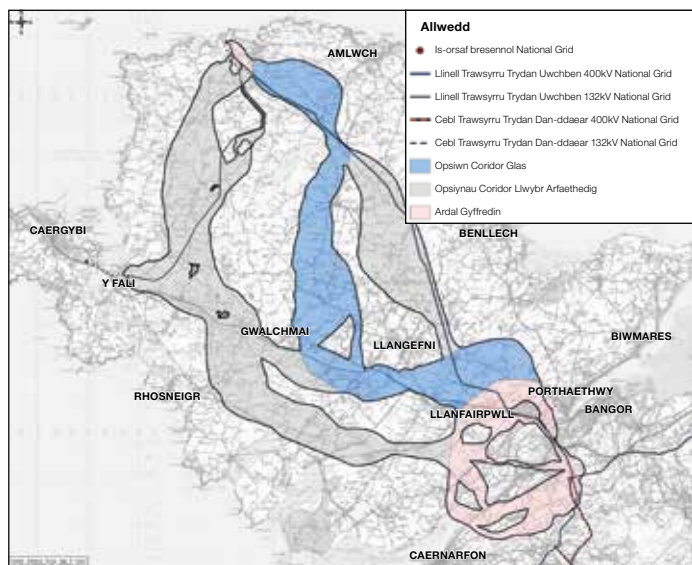 Allwedd
Is-orsaf bresennol National Grid
Llinell Trawsyrru Trydan Uwchben 400kV National Grid
Llinell Trawsyrru Trydan Uwchben 132kV National Grid
Cebl Trawsyrru Trydan Dan-ddaear 400kV National Grid
Cebl Trawsyrru Trydan Dan-ddaear 132kV National Grid
Opsiwn Coridor Glas
Opsiynau Coridor Llwybr Arfaethedig
Ardal Gyffredin
AMLWCH
CAERGYBI
BENLLECH
Y FALI
GWALCHMAI
LLANGEFNI
BIWMARES
RHOSNEIGR
PORTHAETHWY
LLANFAIRPWLL
BANGOR
CAERNARFON